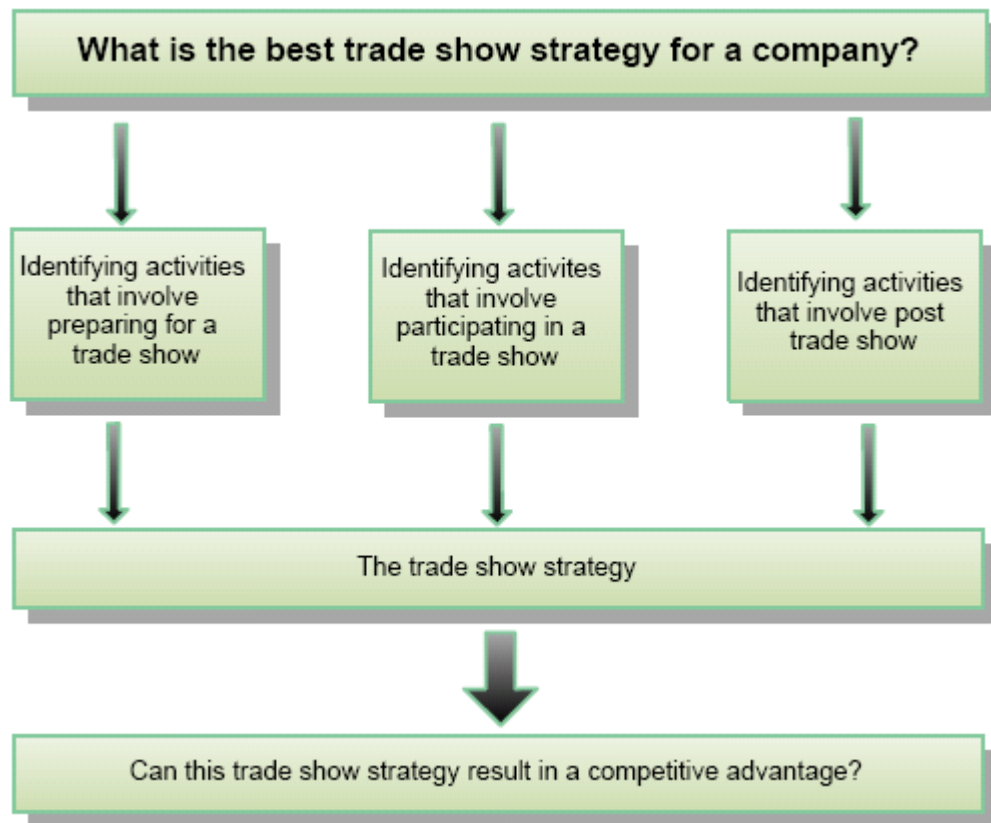 What is the best trade show strategy for a company?
Identifying activities
that involve
preparing for a
trade show
Identifying activites
that involve
participating in a
trade show
Identifying activities
that involve post
trade show
The trade show strategy
Can this trade show strategy result in a competitive advantage?